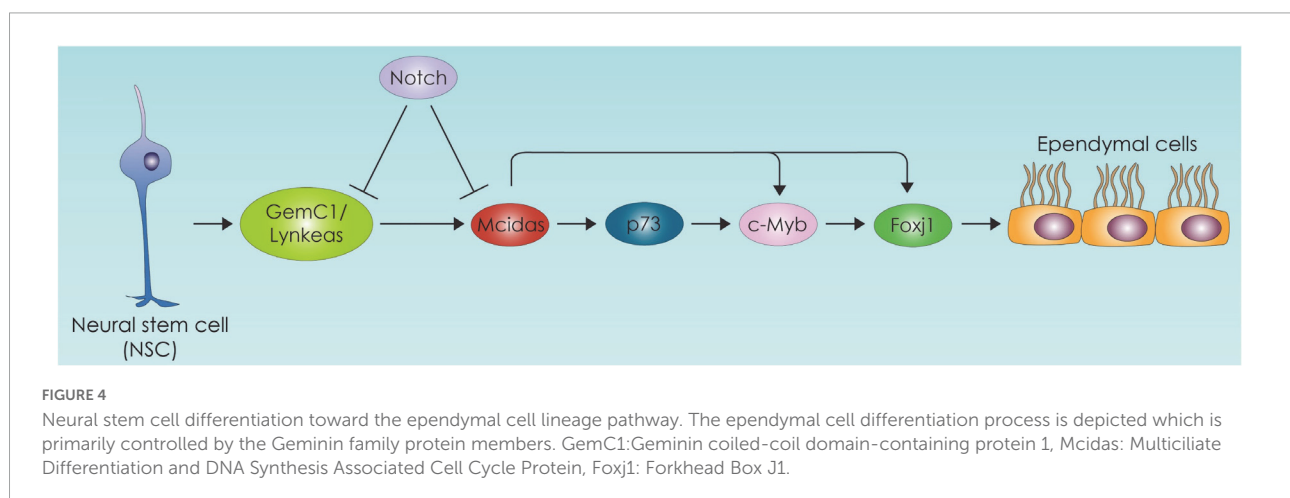 Notch
Ependymal cells
GemC1/
Lynkeas
Mcidas
p73
c-Myb
Foxj1
Neural stem cell
(NSC)
FIGURE 4
Neural stem cell differentiation toward the ependymal cell lineage pathway. The ependymal cell differentiation process is depicted which is
primarily controlled by the Geminin family protein members. GemC1:Geminin coiled-coil domain-containing protein 1, Mcidas: Multiciliate
Differentiation and DNA Synthesis Associated Cell Cycle Protein, Foxj1: Forkhead Box J1.